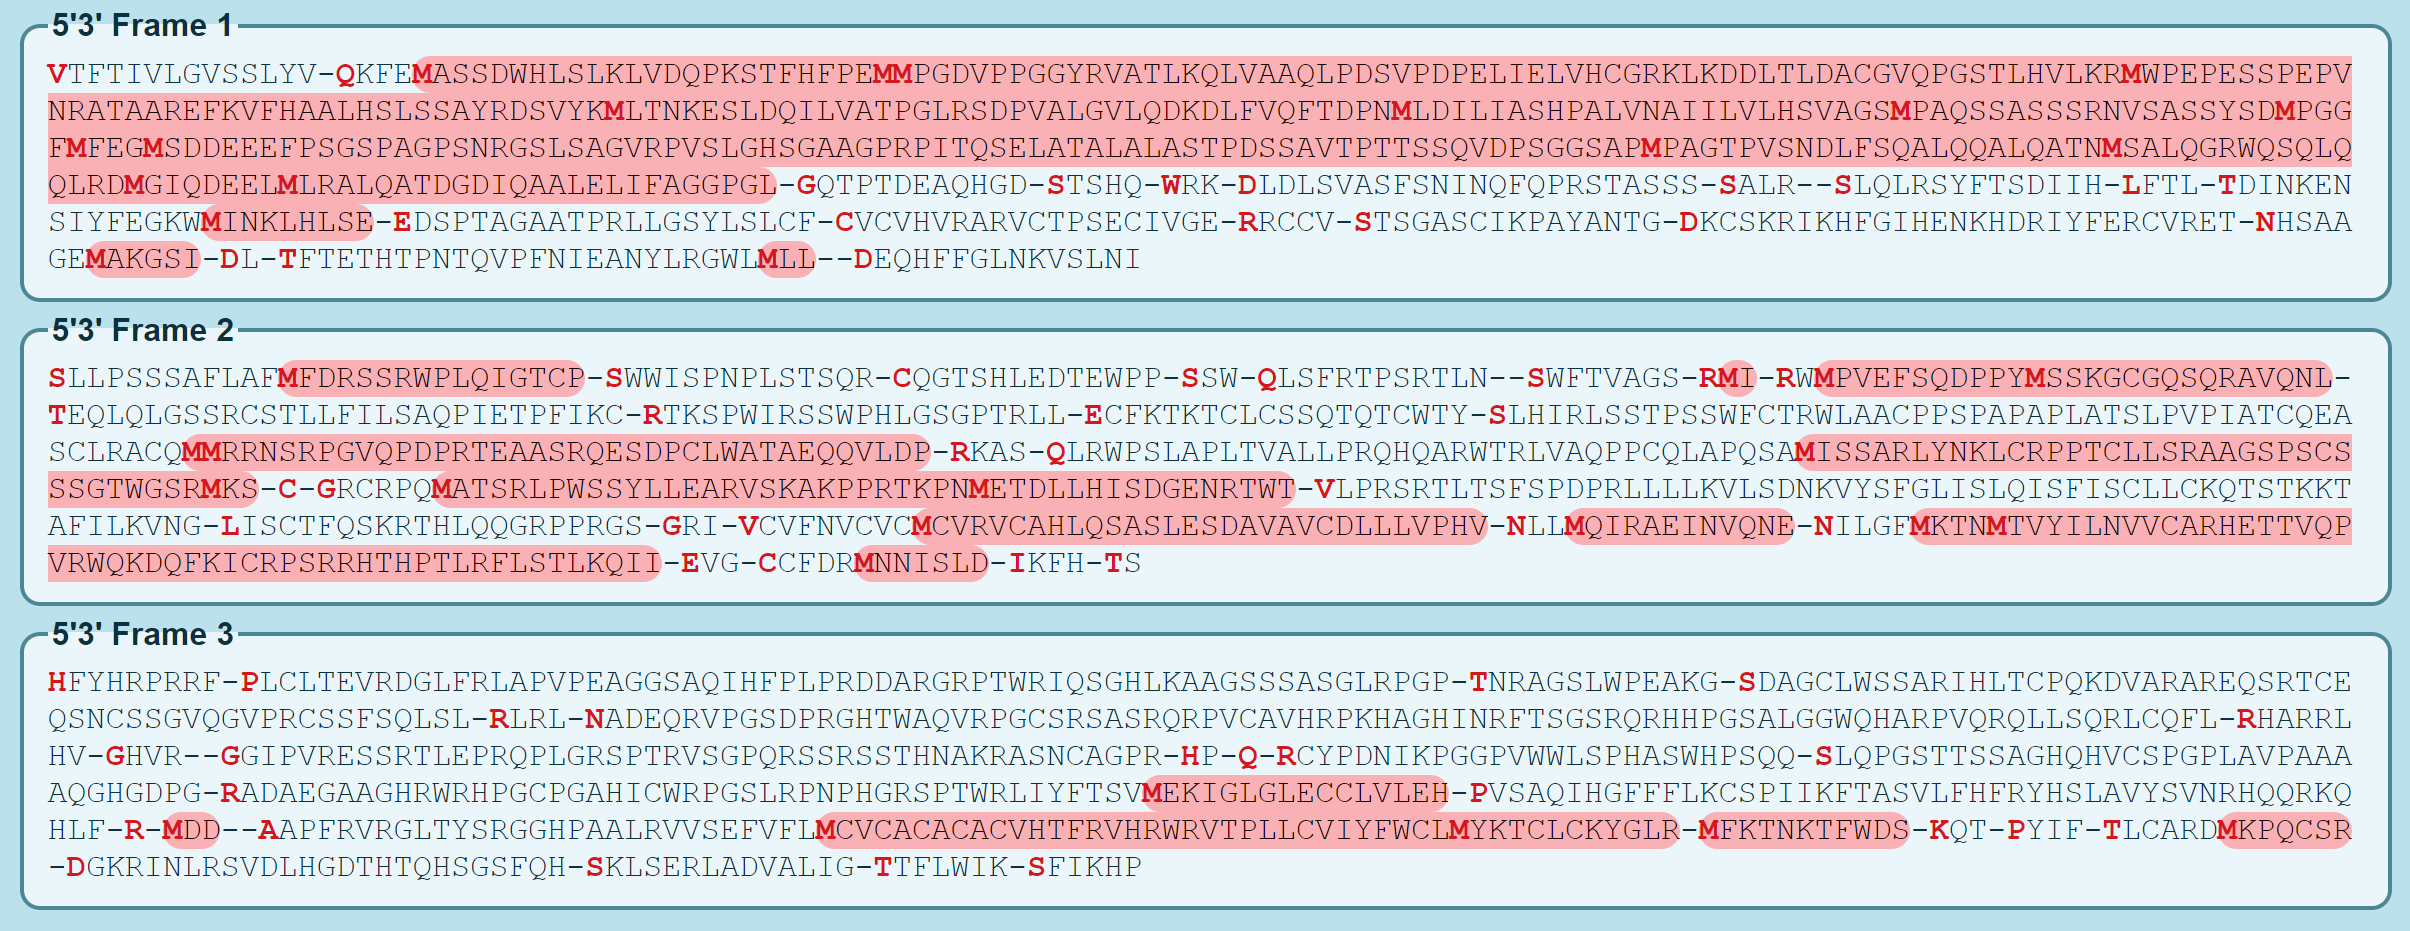 5'3' Frame 1
VTFTIVLGVSSLYV-QKFEMASSDWHLSLKLVDQPKSTFHFPEMMPGDVPPGGYRVATLKQLVAAQLPDSVPDPELIELVHCGRKLKDDLTLDACGVQPGSTLHVLKRMWPEPESSPEPV
NRATAAREFKVFHAALHSLSSAYRDSVYKMLTNKESLDQILVATPGLRSDPVALGVLQDKDLFVQFTDPNMLDILIASHPALVNAIILVLHSVAGSMPAQSSASSSRNVSASSYSDMPGG
FMFEGMSDDEEEFPSGSPAGPSNRGSLSAGVRPVSLGHSGAAGPRPITQSELATALALASTPDSSAVTPTTSSQVDPSGGSAPMPAGTPVSNDLFSQALQQALQATNMSALQGRWQSQLQ
QLRDMGIQDEELMLRALQATDGDIQAALELIFAGGPGL-GQTPTDEAQHGD-STSHQ-WRK-DLDLSVASFSNINQFQPRSTASSS-SALR--SLQLRSYFTSDIIH-LFTL-TDINKEN
SIYFEGKWMINKLHLSE-EDSPTAGAATPRLLGSYLSLCF-CVCVHVRARVCTPSECIVGE-RRCCV-STSGASCIKPAYANTG-DKCSKRIKHFGIHENKHDRIYFERCVRET-NHSAA
GEMAKGSI-DL-TFTETHTPNTQVPFNIEANYLRGWLMLL--DEQHFFGLNKVSLNI
5'3' Frame 2
SLLPSSSAFLAFMFDRSSRWPLQIGTCP-SWWISPNPLSTSQR-CQGTSHLEDTEWPP-SSW-QLSFRTPSRTLN--SWFTVAGS-RMI-RWMPVEFSQDPPYMSSKGCGQSQRAVQNL-
TEQLQLGSSRCSTLLFILSAQPIETPFIKC-RTKSPWIRSSWPHLGSGPTRLL-ECFKTKTCLCSSQTQTCWTY-SLHIRLSSTPSSWFCTRWLAACPPSPAPAPLATSLPVPIATCQEA
SCLRACQMMRRNSRPGVQPDPRTEAASRQESDPCLWATAEQQVLDP-RKAS-QLRWPSLAPLTVALLPRQHQARWTRLVAQPPCQLAPQSAMISSARLYNKLCRPPTCLLSRAAGSPSCS
SSGTWGSRMKS-C-GRCRPQMATSRLPWSSYLLEARVSKAKPPRTKPNMETDLLHISDGENRTWT-VLPRSRTLTSFSPDPRLLLLKVLSDNKVYSFGLISLQISFISCLLCKQTSTKKT
AFILKVNG-LISCTFQSKRTHLQQGRPPRGS-GRI-VCVFNVCVCMCVRVCAHLQSASLESDAVAVCDLLLVPHV-NLLMQIRAEINVQNE-NILGFMKTNMTVYILNVVCARHETTVQP
VRWQKDQFKICRPSRRHTHPTLRFLSTLKQII-EVG-CCFDRMNNISLD-IKFH-TS
5'3' Frame 3
HFYHRPRRF-PLCLTEVRDGLFRLAPVPEAGGSAQIHFPLPRDDARGRPTWRIQSGHLKAAGSSSASGLRPGP-TNRAGSLWPEAKG-SDAGCLWSSARIHLTCPQKDVARAREQSRTCE
QSNCSSGVQGVPRCSSFSQLSL-RLRL-NADEQRVPGSDPRGHTWAQVRPGCSRSASRQRPVCAVHRPKHAGHINRFTSGSRQRHHPGSALGGWQHARPVQRQLLSQRLCQFL-RHARRL
HV-GHVR--GGIPVRESSRTLEPRQPLGRSPTRVSGPQRSSRSSSTHNAKRASNCAGPR-HP-Q-RCYPDNIKPGGPVWWLSPHASWHPSQQ-SLQPGSTTSSAGHQHVCSPGPLAVPAAA
AQGHGDPG-RADAEGAAGHRWRHPGCPGAHICWRPGSLRPNPHGRSPTWRLIYFTSVMEKIGLGLECCLVLEH-PVSAQIHGFFFLKCSPIIKFTASVLFHFRYHSLAVYSVNRHQQRKQ
HLF-R-MDD--AAPFRVRGLTYSRGGHPAALRVVSEFVFLMCVCACACACVHTFRVHRWRVTPLLCVIYFWCLMYKTCLCKYGLR-MFKTNKTFWDS-KQT-PYIF-TLCARDMKPQCSR
-DGKRINLRSVDLHGDTHTQHSGSFQH-SKLSERLADVALIG-TTFLWIK-SFIKHP